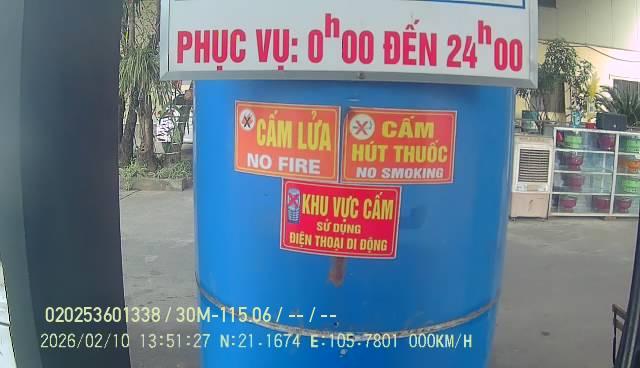 PHỤC VỤ: 0h00 ĐẾN 24h00
CẤM LỬA
NO FIRE
CẤM
HÚT THUỐC
NO SMOKING
KHU VỰC CẤM
SỬ DỤNG
ĐIỆN THOẠI DI ĐỘNG
020253601338 / 30M-115.06 / -- / --
2026/02/10 13:51:27 N:21.1674 E:105.7801 000KM/H